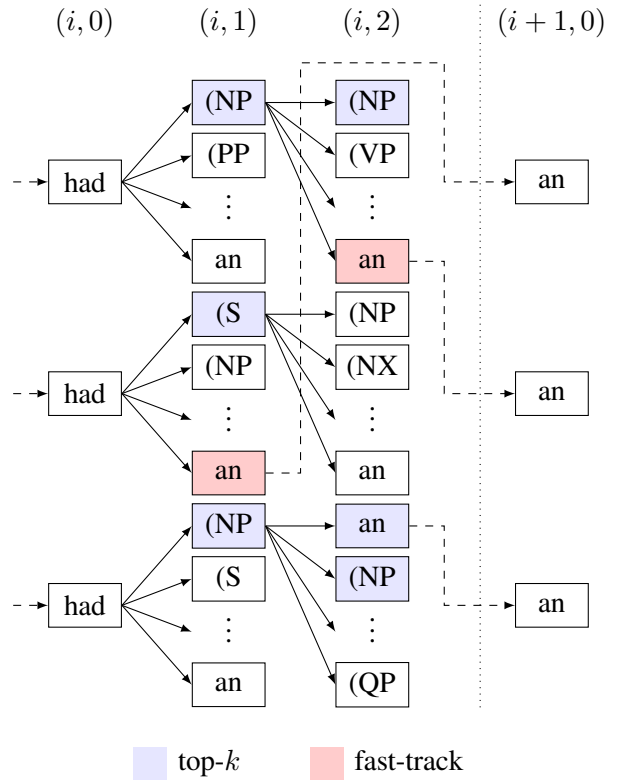 (i, 0) (i, 1) (i, 2) (i + 1, 0)
(NP (NP
(PP (VP
had an
⋮ ⋮
an an
(S (NP
(NP (NX
had an
⋮ ⋮
an an
(NP an
(S (NP
had an
⋮ ⋮
an (QP
top-k fast-track